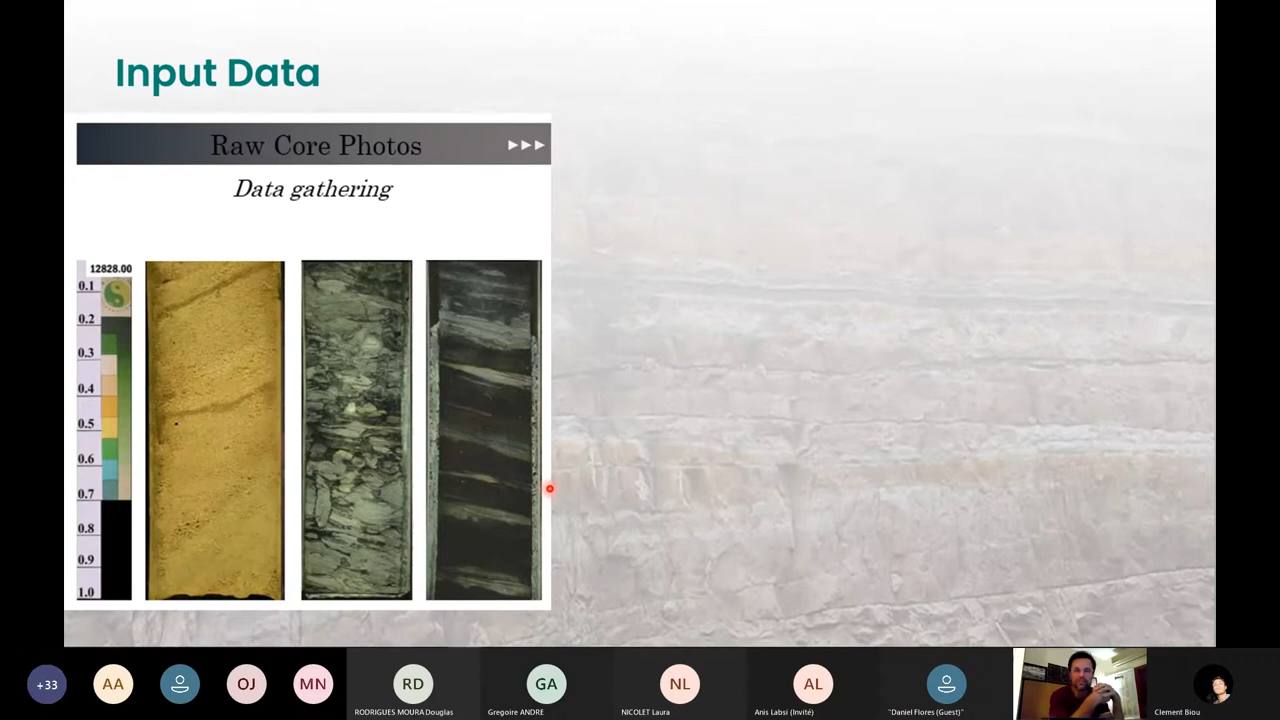 Input Data
Raw Core Photos
Data gathering
12828.00
0.1
0.2
0.3
0.4
0.5
0.6
0.7
0.8
0.9
1.0
+33
AA
OJ
MN
RD
GA
NL
AL
RODRIGUES MOURA Douglas
Gregoire ANDRE
NICOLET Laura
Anis Labsi (Invité)
"Daniel Flores (Guest)"
Clement Biou